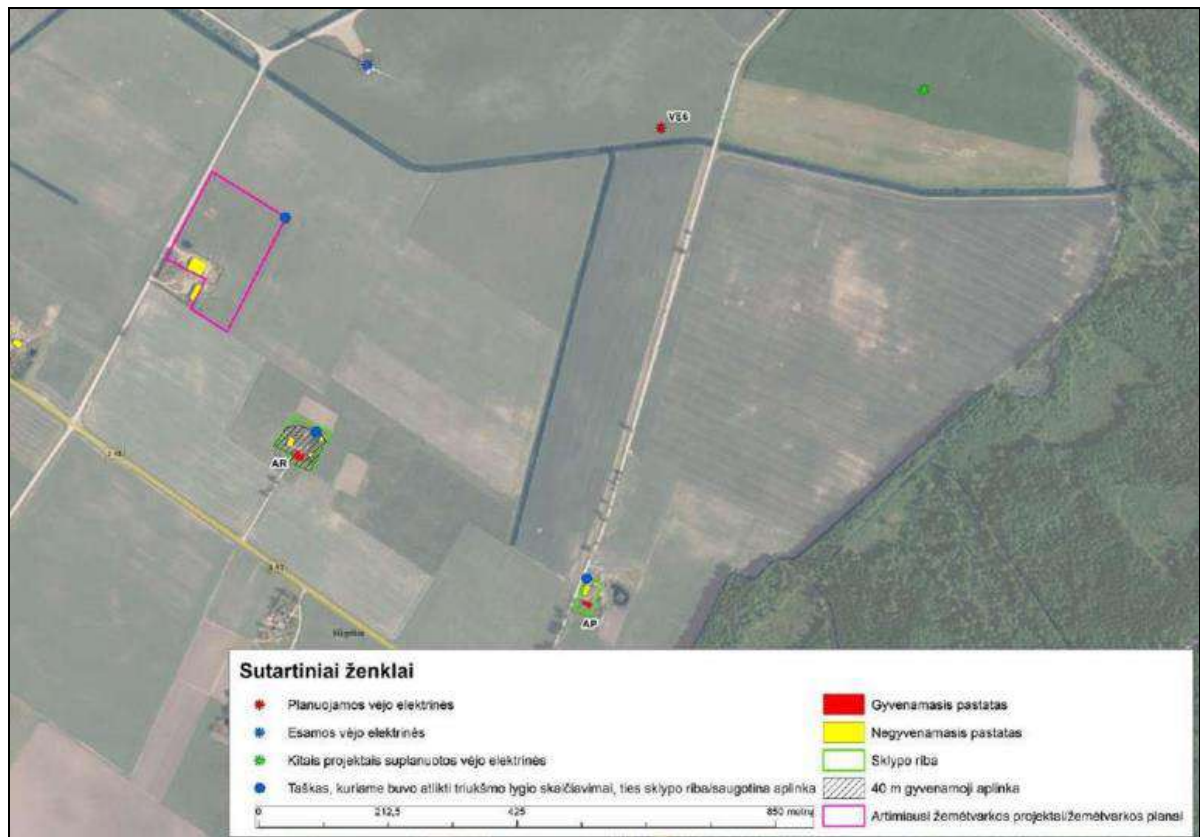 VE6
AR
AP
Sutartiniai ženklai
Planuojamos vėjo elektrinės
Esamos vėjo elektrinės
Kitais projektais suplanuotos vėjo elektrinės
Taškas, kuriame buvo atlikti triukšmo lygio skaičiavimai, ties sklypo riba/saugotina aplinka
0 212,5 425 850 metrų
Gyvenamasis pastatas
Negyvenamasis pastatas
Sklypo riba
40 m gyvenamoji aplinka
Artimiausi žemėtvarkos projektai/žemėtvarkos planai